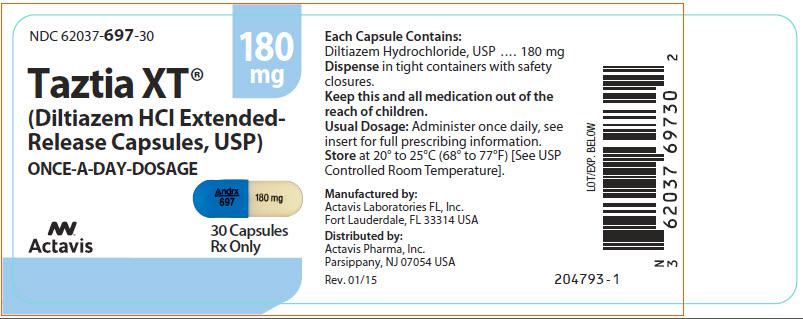 NDC 62037-697-30
180
mg
Taztia XT®
(Diltiazem HCl Extended-
Release Capsules, USP)
ONCE-A-DAY-DOSAGE
Andrx
697
180 mg
30 Capsules
Rx Only
Actavis
Each Capsule Contains:
Diltiazem Hydrochloride, USP .... 180 mg
Dispense in tight containers with safety
closures.
Keep this and all medication out of the
reach of children.
Usual Dosage: Administer once daily, see
insert for full prescribing information.
Store at 20° to 25°C (68° to 77°F) [See USP
Controlled Room Temperature].
Manufactured by:
Actavis Laboratories FL, Inc.
Fort Lauderdale, FL 33314 USA
Distributed by:
Actavis Pharma, Inc.
Parsippany, NJ 07054 USA
Rev. 01/15
204793-1
LOT/EXP. BELOW
N
3
62037 69730
2